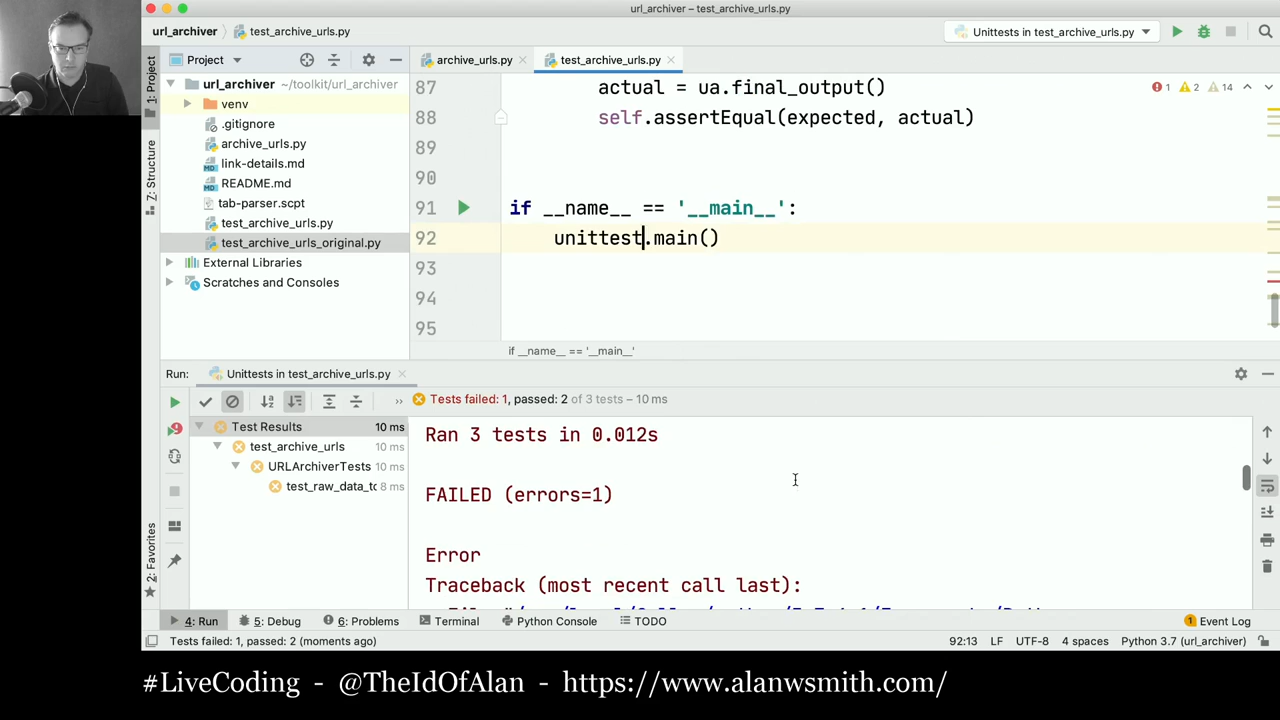 url_archiver – test_archive_urls.py
url_archiver
test_archive_urls.py
Unittests in test_archive_urls.py
1: Project
Project
archive_urls.py
test_archive_urls.py
url_archiver ~/toolkit/url_archiver
venv
.gitignore
archive_urls.py
link-details.md
README.md
tab-parser.scpt
test_archive_urls.py
test_archive_urls_original.py
External Libraries
Scratches and Consoles
Z: Structure
87 actual = ua.final_output()
1 2 14
88 self.assertEqual(expected, actual)
89
90
91 if __name__ == '__main__':
92 unittest.main()
93
94
95
if __name__ == '__main__'
Run: Unittests in test_archive_urls.py
Tests failed: 1, passed: 2 of 3 tests – 10 ms
Test Results 10 ms
test_archive_urls 10 ms
URLArchiverTests 10 ms
test_raw_data_to 8 ms
Ran 3 tests in 0.012s
FAILED (errors=1)
Error
Traceback (most recent call last):
2: Favorites
4: Run
5: Debug
6: Problems
Terminal
Python Console
TODO
1 Event Log
Tests failed: 1, passed: 2 (moments ago)
92:13 LF UTF-8 4 spaces Python 3.7 (url_archiver)
#LiveCoding - @TheIdOfAlan - https://www.alanwsmith.com/